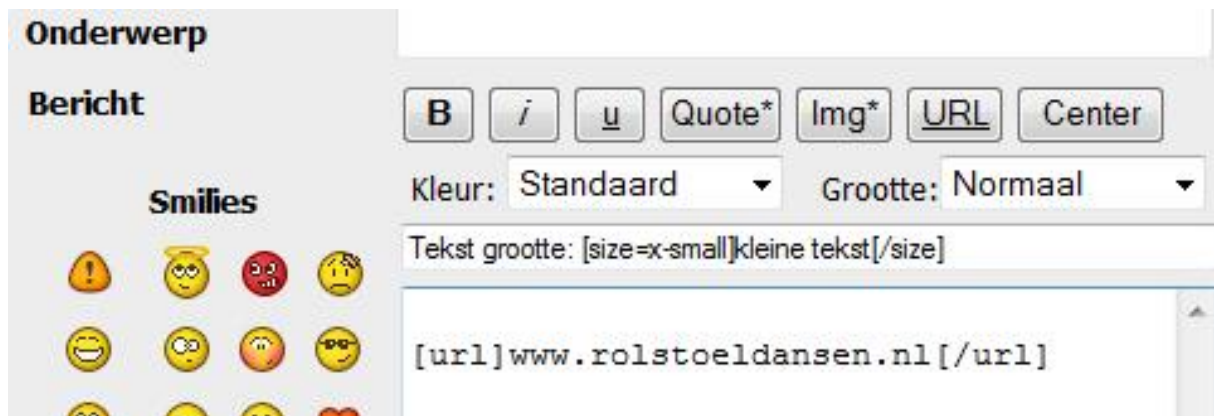 Onderwerp
Bericht
B i u Quote* Img* URL Center
Kleur: Standaard Grootte: Normaal
Smilies
Tekst grootte: [size=x-small]kleine tekst[/size]
[url]www.rolstoeldansen.nl[/url]